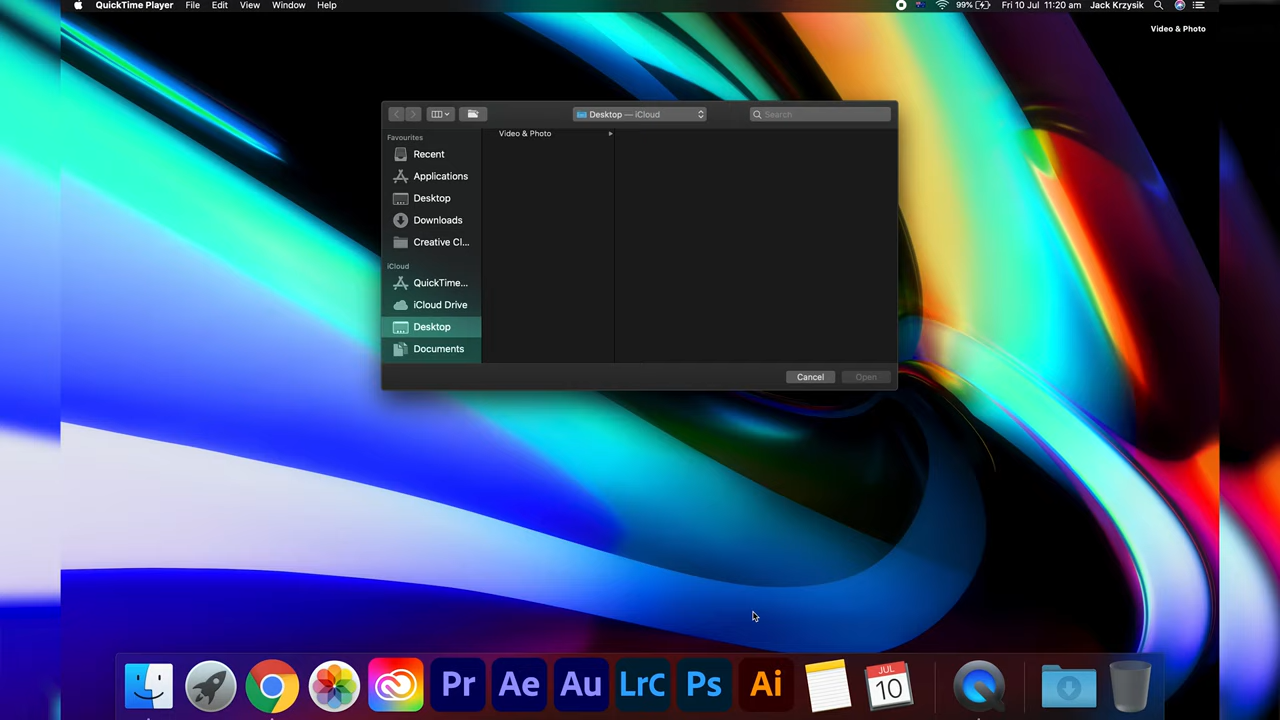 QuickTime Player File Edit View Window Help 99% Fri 10 Jul 11:20 am Jack Krzysik
Video & Photo
Desktop — iCloud
Search
Favourites
Recent
Applications
Desktop
Downloads
Creative Cl...
iCloud
QuickTime...
iCloud Drive
Desktop
Documents
Video & Photo
Cancel Open
Pr Ae Au LrC Ps Ai JUL
10